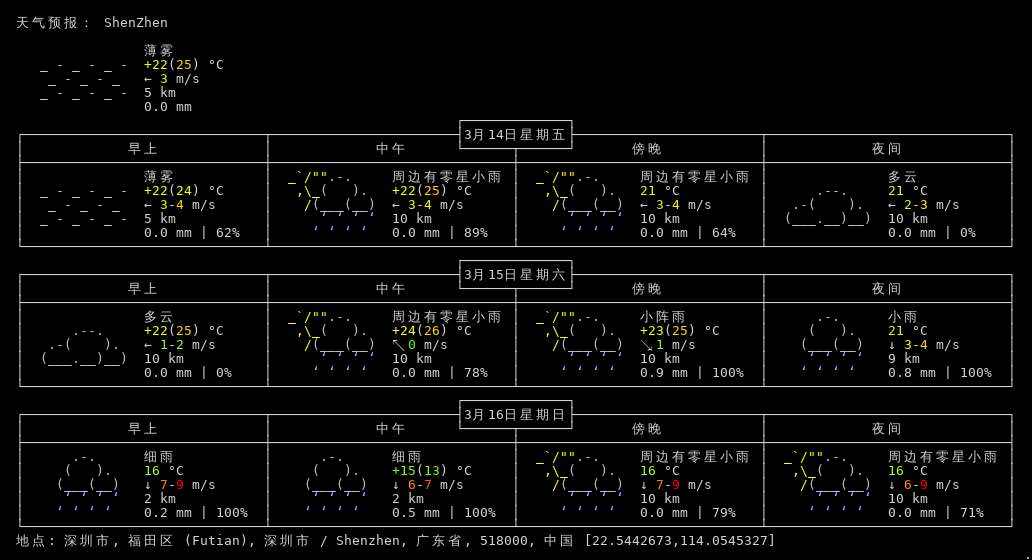 天气预报： ShenZhen
薄雾
+22(25) °C
← 3 m/s
5 km
0.0 mm
3月14日星期五
早上 中午 傍晚 夜间
薄雾 周边有零星小雨 周边有零星小雨 多云
+22(24) °C +22(25) °C 21 °C 21 °C
← 3-4 m/s ← 3-4 m/s ← 3-4 m/s ← 2-3 m/s
5 km 10 km 10 km 10 km
0.0 mm | 62% 0.0 mm | 89% 0.0 mm | 64% 0.0 mm | 0%
3月15日星期六
早上 中午 傍晚 夜间
多云 周边有零星小雨 小阵雨 小雨
+22(25) °C +24(26) °C +23(25) °C 21 °C
← 1-2 m/s ↖ 0 m/s ↘ 1 m/s ↓ 3-4 m/s
10 km 10 km 10 km 9 km
0.0 mm | 0% 0.0 mm | 78% 0.9 mm | 100% 0.8 mm | 100%
3月16日星期日
早上 中午 傍晚 夜间
细雨 细雨 周边有零星小雨 周边有零星小雨
16 °C +15(13) °C 16 °C 16 °C
↓ 7-9 m/s ↓ 6-7 m/s ↓ 7-9 m/s ↓ 6-9 m/s
2 km 2 km 10 km 10 km
0.2 mm | 100% 0.5 mm | 100% 0.0 mm | 79% 0.0 mm | 71%
地点: 深圳市, 福田区 (Futian), 深圳市 / Shenzhen, 广东省, 518000, 中国 [22.5442673,114.0545327]